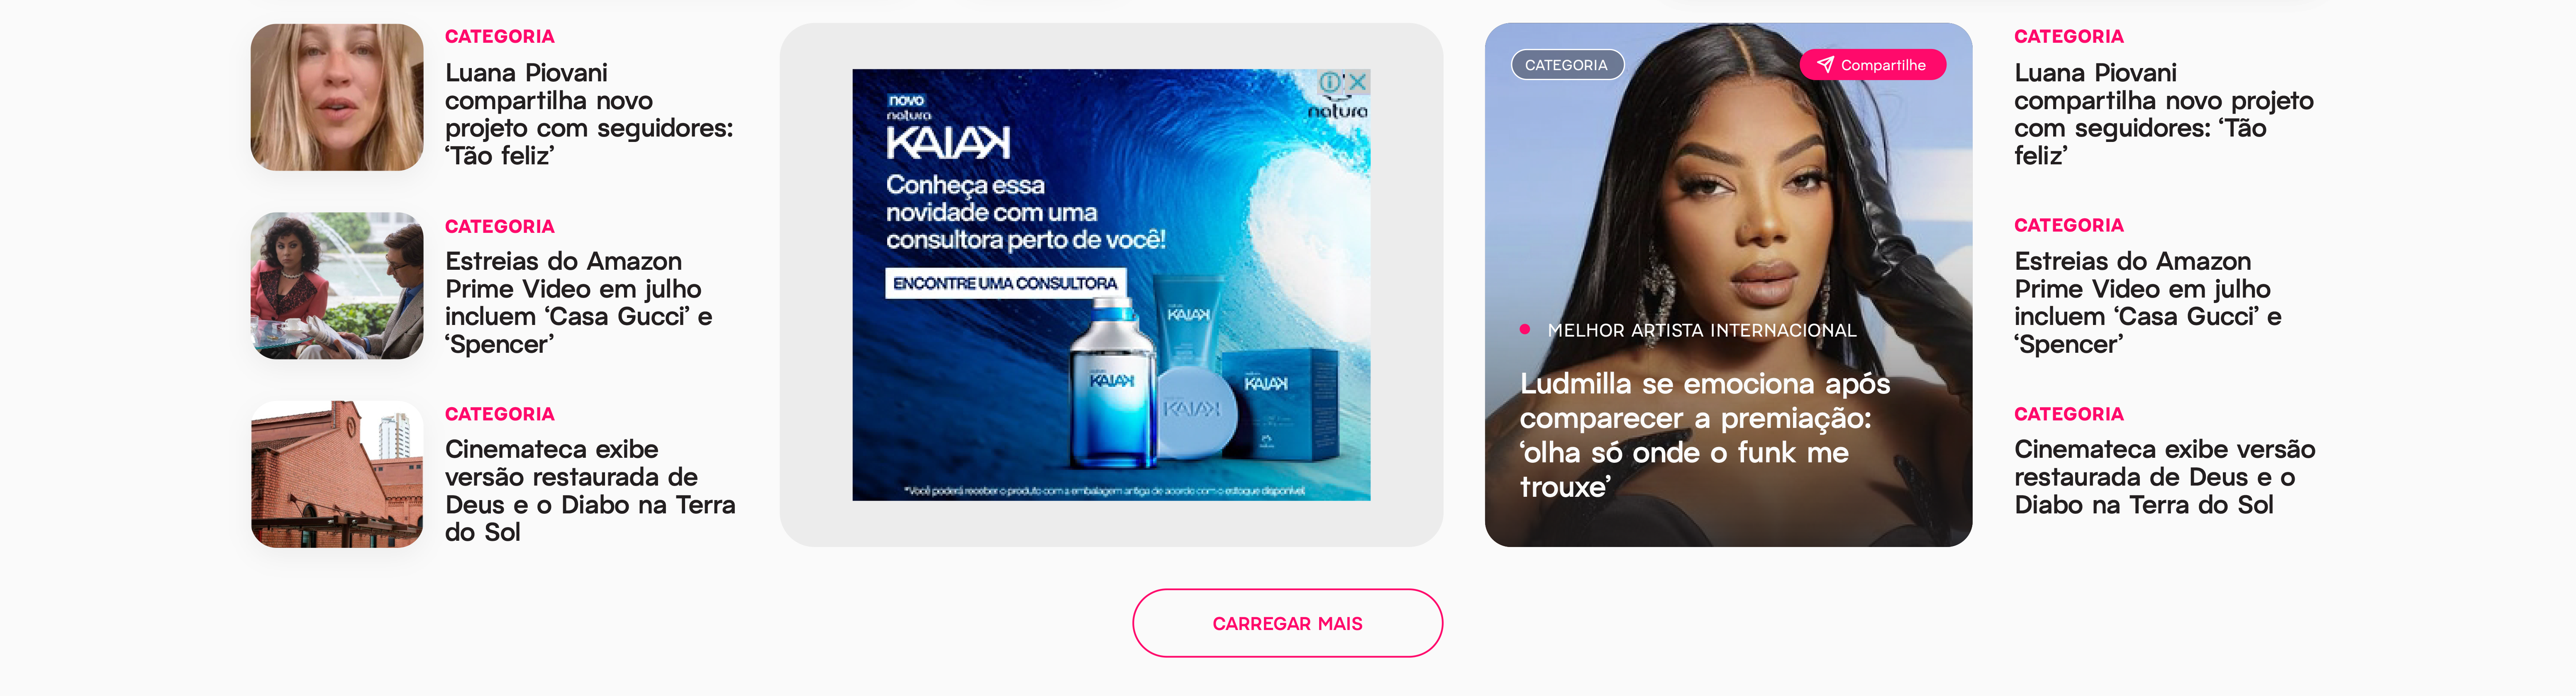 CATEGORIA
Luana Piovani
compartilha novo
projeto com seguidores:
‘Tão feliz’
CATEGORIA
Estreias do Amazon
Prime Video em julho
incluem ‘Casa Gucci’ e
‘Spencer’
CATEGORIA
Cinemateca exibe
versão restaurada de
Deus e o Diabo na Terra
do Sol
novo
natura
KAIAK
Conheça essa
novidade com uma
consultora perto de você!
ENCONTRE UMA CONSULTORA
natura
KAIAK
KAIAK
KAIAK
KAIAK
*Você poderá receber o produto com a embalagem antiga de acordo com o estoque disponível.
CATEGORIA
Compartilhe
MELHOR ARTISTA INTERNACIONAL
Ludmilla se emociona após
comparecer a premiação:
‘olha só onde o funk me
trouxe’
CATEGORIA
Luana Piovani
compartilha novo projeto
com seguidores: ‘Tão
feliz’
CATEGORIA
Estreias do Amazon
Prime Video em julho
incluem ‘Casa Gucci’ e
‘Spencer’
CATEGORIA
Cinemateca exibe versão
restaurada de Deus e o
Diabo na Terra do Sol
CARREGAR MAIS